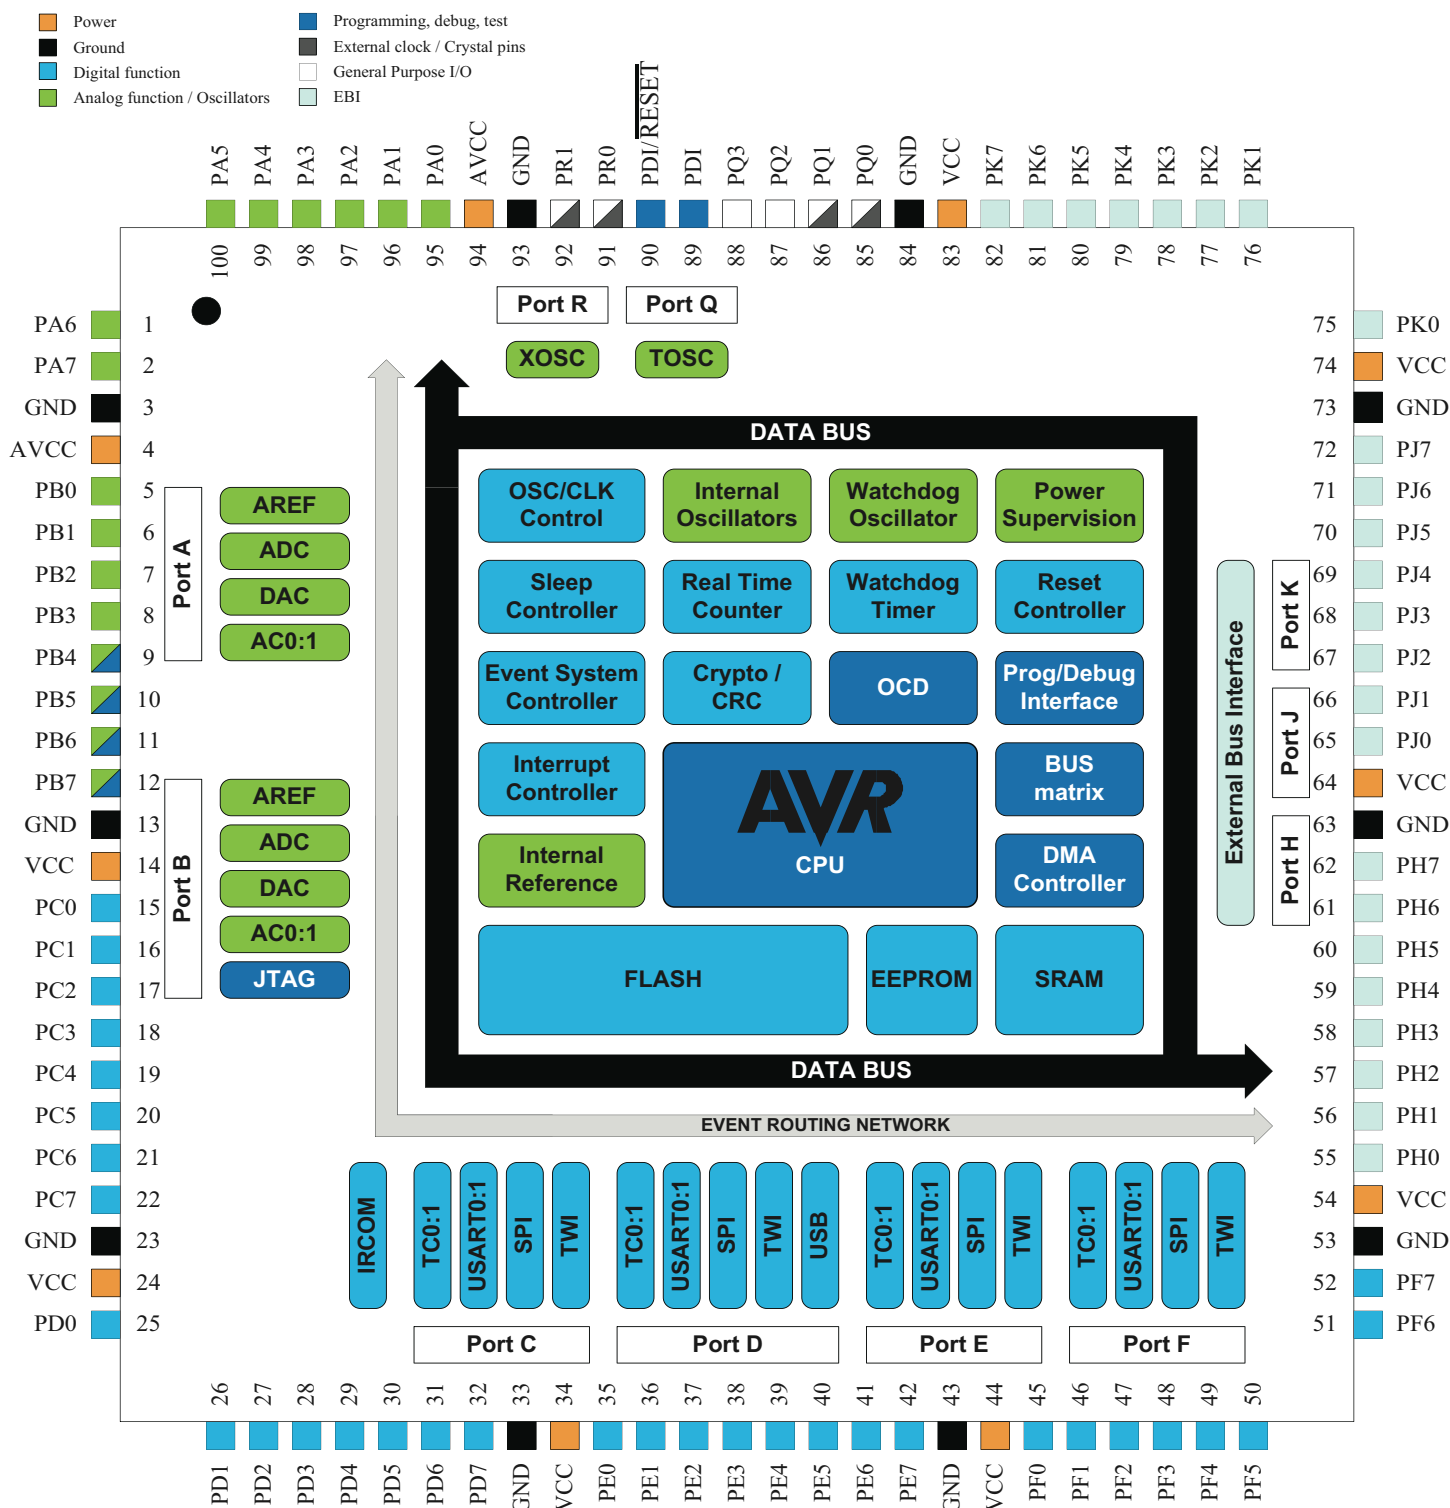 Power
Ground
Digital function
Analog function / Oscillators
Programming, debug, test
External clock / Crystal pins
General Purpose I/O
EBI
PA5
PA4
PA3
PA2
PA1
PA0
AVCC
GND
PR1
PR0
PDI/RESET
PDI
PQ3
PQ2
PQ1
PQ0
GND
VCC
PK7
PK6
PK5
PK4
PK3
PK2
PK1
100
99
98
97
96
95
94
93
92
91
90
89
88
87
86
85
84
83
82
81
80
79
78
77
76
PA6 1
PA7 2
GND 3
AVCC 4
PB0 5
PB1 6
PB2 7
PB3 8
PB4 9
PB5 10
PB6 11
PB7 12
GND 13
VCC 14
PC0 15
PC1 16
PC2 17
PC3 18
PC4 19
PC5 20
PC6 21
PC7 22
GND 23
VCC 24
PD0 25
Port R
Port Q
XOSC
TOSC
Port A
AREF
ADC
DAC
AC0:1
Port B
AREF
ADC
DAC
AC0:1
JTAG
DATA BUS
OSC/CLK
Control
Internal
Oscillators
Watchdog
Oscillator
Power
Supervision
Sleep
Controller
Real Time
Counter
Watchdog
Timer
Reset
Controller
Event System
Controller
Crypto /
CRC
OCD
Prog/Debug
Interface
Interrupt
Controller
AVR
CPU
BUS
matrix
Internal
Reference
DMA
Controller
FLASH
EEPROM
SRAM
DATA BUS
EVENT ROUTING NETWORK
External Bus Interface
Port K
Port J
Port H
75 PK0
74 VCC
73 GND
72 PJ7
71 PJ6
70 PJ5
69 PJ4
68 PJ3
67 PJ2
66 PJ1
65 PJ0
64 VCC
63 GND
62 PH7
61 PH6
60 PH5
59 PH4
58 PH3
57 PH2
56 PH1
55 PH0
54 VCC
53 GND
52 PF7
51 PF6
IRCOM
TC0:1
USART0:1
SPI
TWI
TC0:1
USART0:1
SPI
TWI
USB
TC0:1
USART0:1
SPI
TWI
TC0:1
USART0:1
SPI
TWI
Port C
Port D
Port E
Port F
26
27
28
29
30
31
32
33
34
35
36
37
38
39
40
41
42
43
44
45
46
47
48
49
50
PD1
PD2
PD3
PD4
PD5
PD6
PD7
GND
VCC
PE0
PE1
PE2
PE3
PE4
PE5
PE6
PE7
GND
VCC
PF0
PF1
PF2
PF3
PF4
PF5